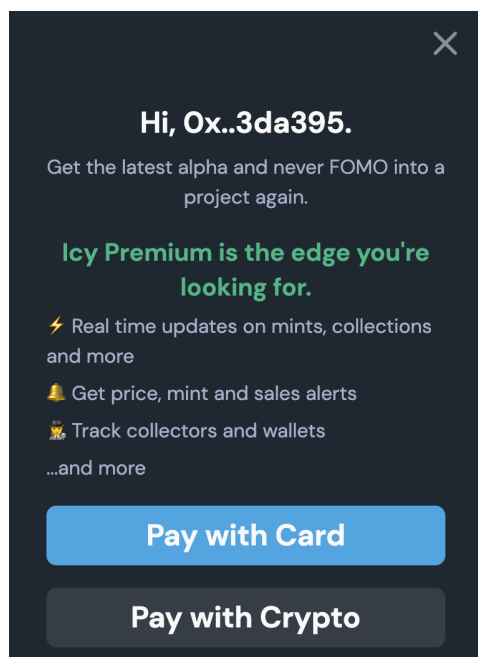 Hi, 0x..3da395.
Get the latest alpha and never FOMO into a
project again.
Icy Premium is the edge you're
looking for.
⚡ Real time updates on mints, collections
and more
🔔 Get price, mint and sales alerts
🕵️ Track collectors and wallets
...and more
Pay with Card
Pay with Crypto